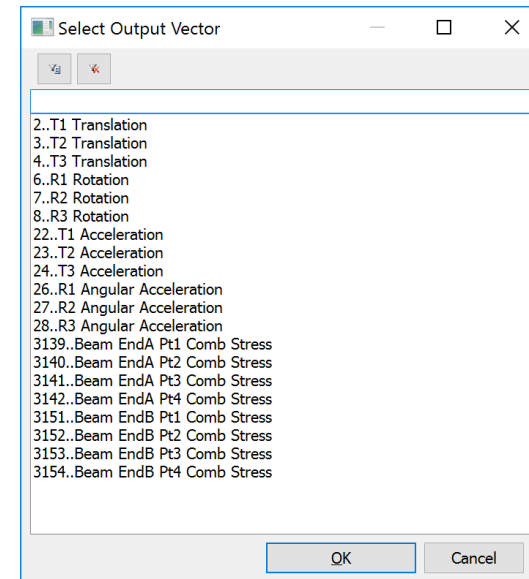 Select Output Vector
2..T1 Translation
3..T2 Translation
4..T3 Translation
6..R1 Rotation
7..R2 Rotation
8..R3 Rotation
22..T1 Acceleration
23..T2 Acceleration
24..T3 Acceleration
26..R1 Angular Acceleration
27..R2 Angular Acceleration
28..R3 Angular Acceleration
3139..Beam EndA Pt1 Comb Stress
3140..Beam EndA Pt2 Comb Stress
3141..Beam EndA Pt3 Comb Stress
3142..Beam EndA Pt4 Comb Stress
3151..Beam EndB Pt1 Comb Stress
3152..Beam EndB Pt2 Comb Stress
3153..Beam EndB Pt3 Comb Stress
3154..Beam EndB Pt4 Comb Stress
OK Cancel